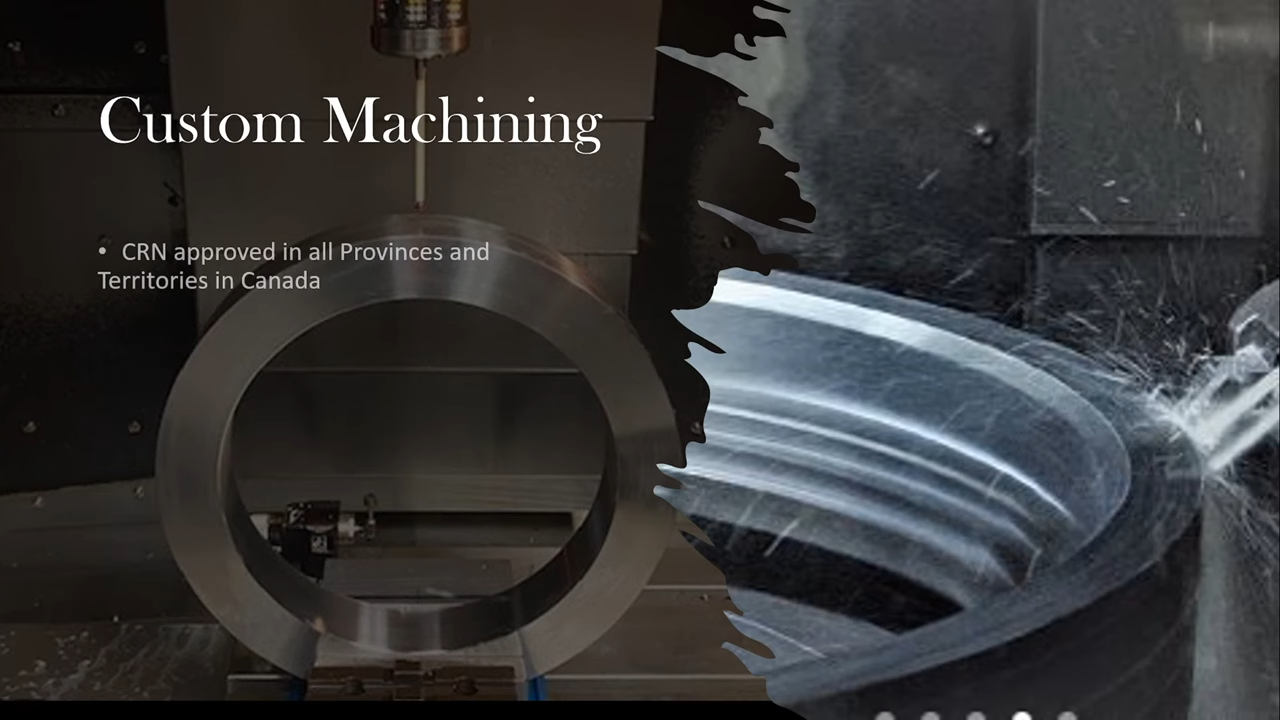 Custom Machining
• CRN approved in all Provinces and
Territories in Canada